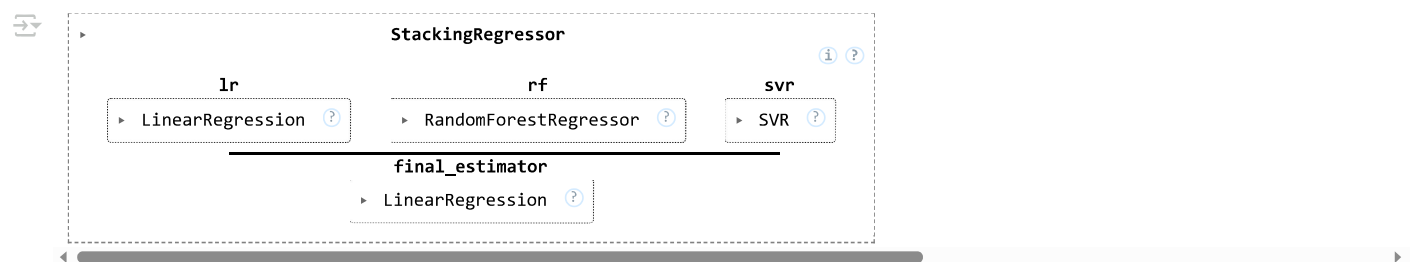 StackingRegressor
i ?
lr rf svr
LinearRegression ? RandomForestRegressor ? SVR ?
final_estimator
LinearRegression ?